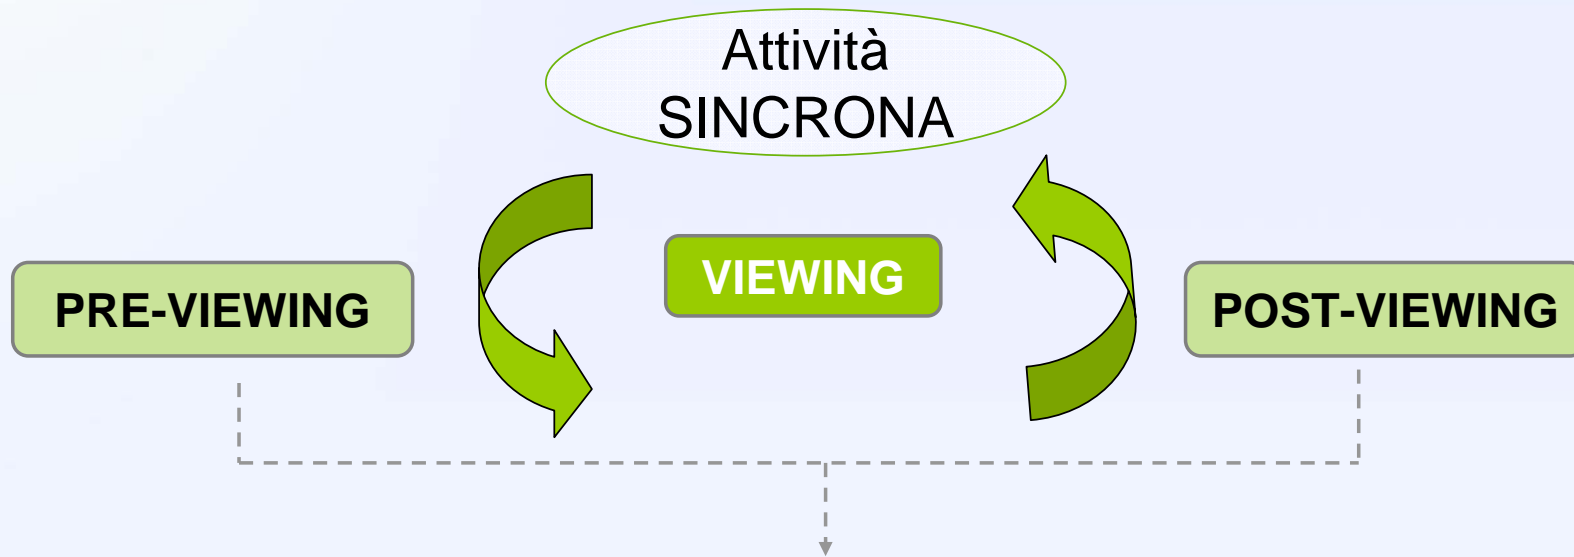 Attività
SINCRONA
VIEWING
PRE-VIEWING
POST-VIEWING